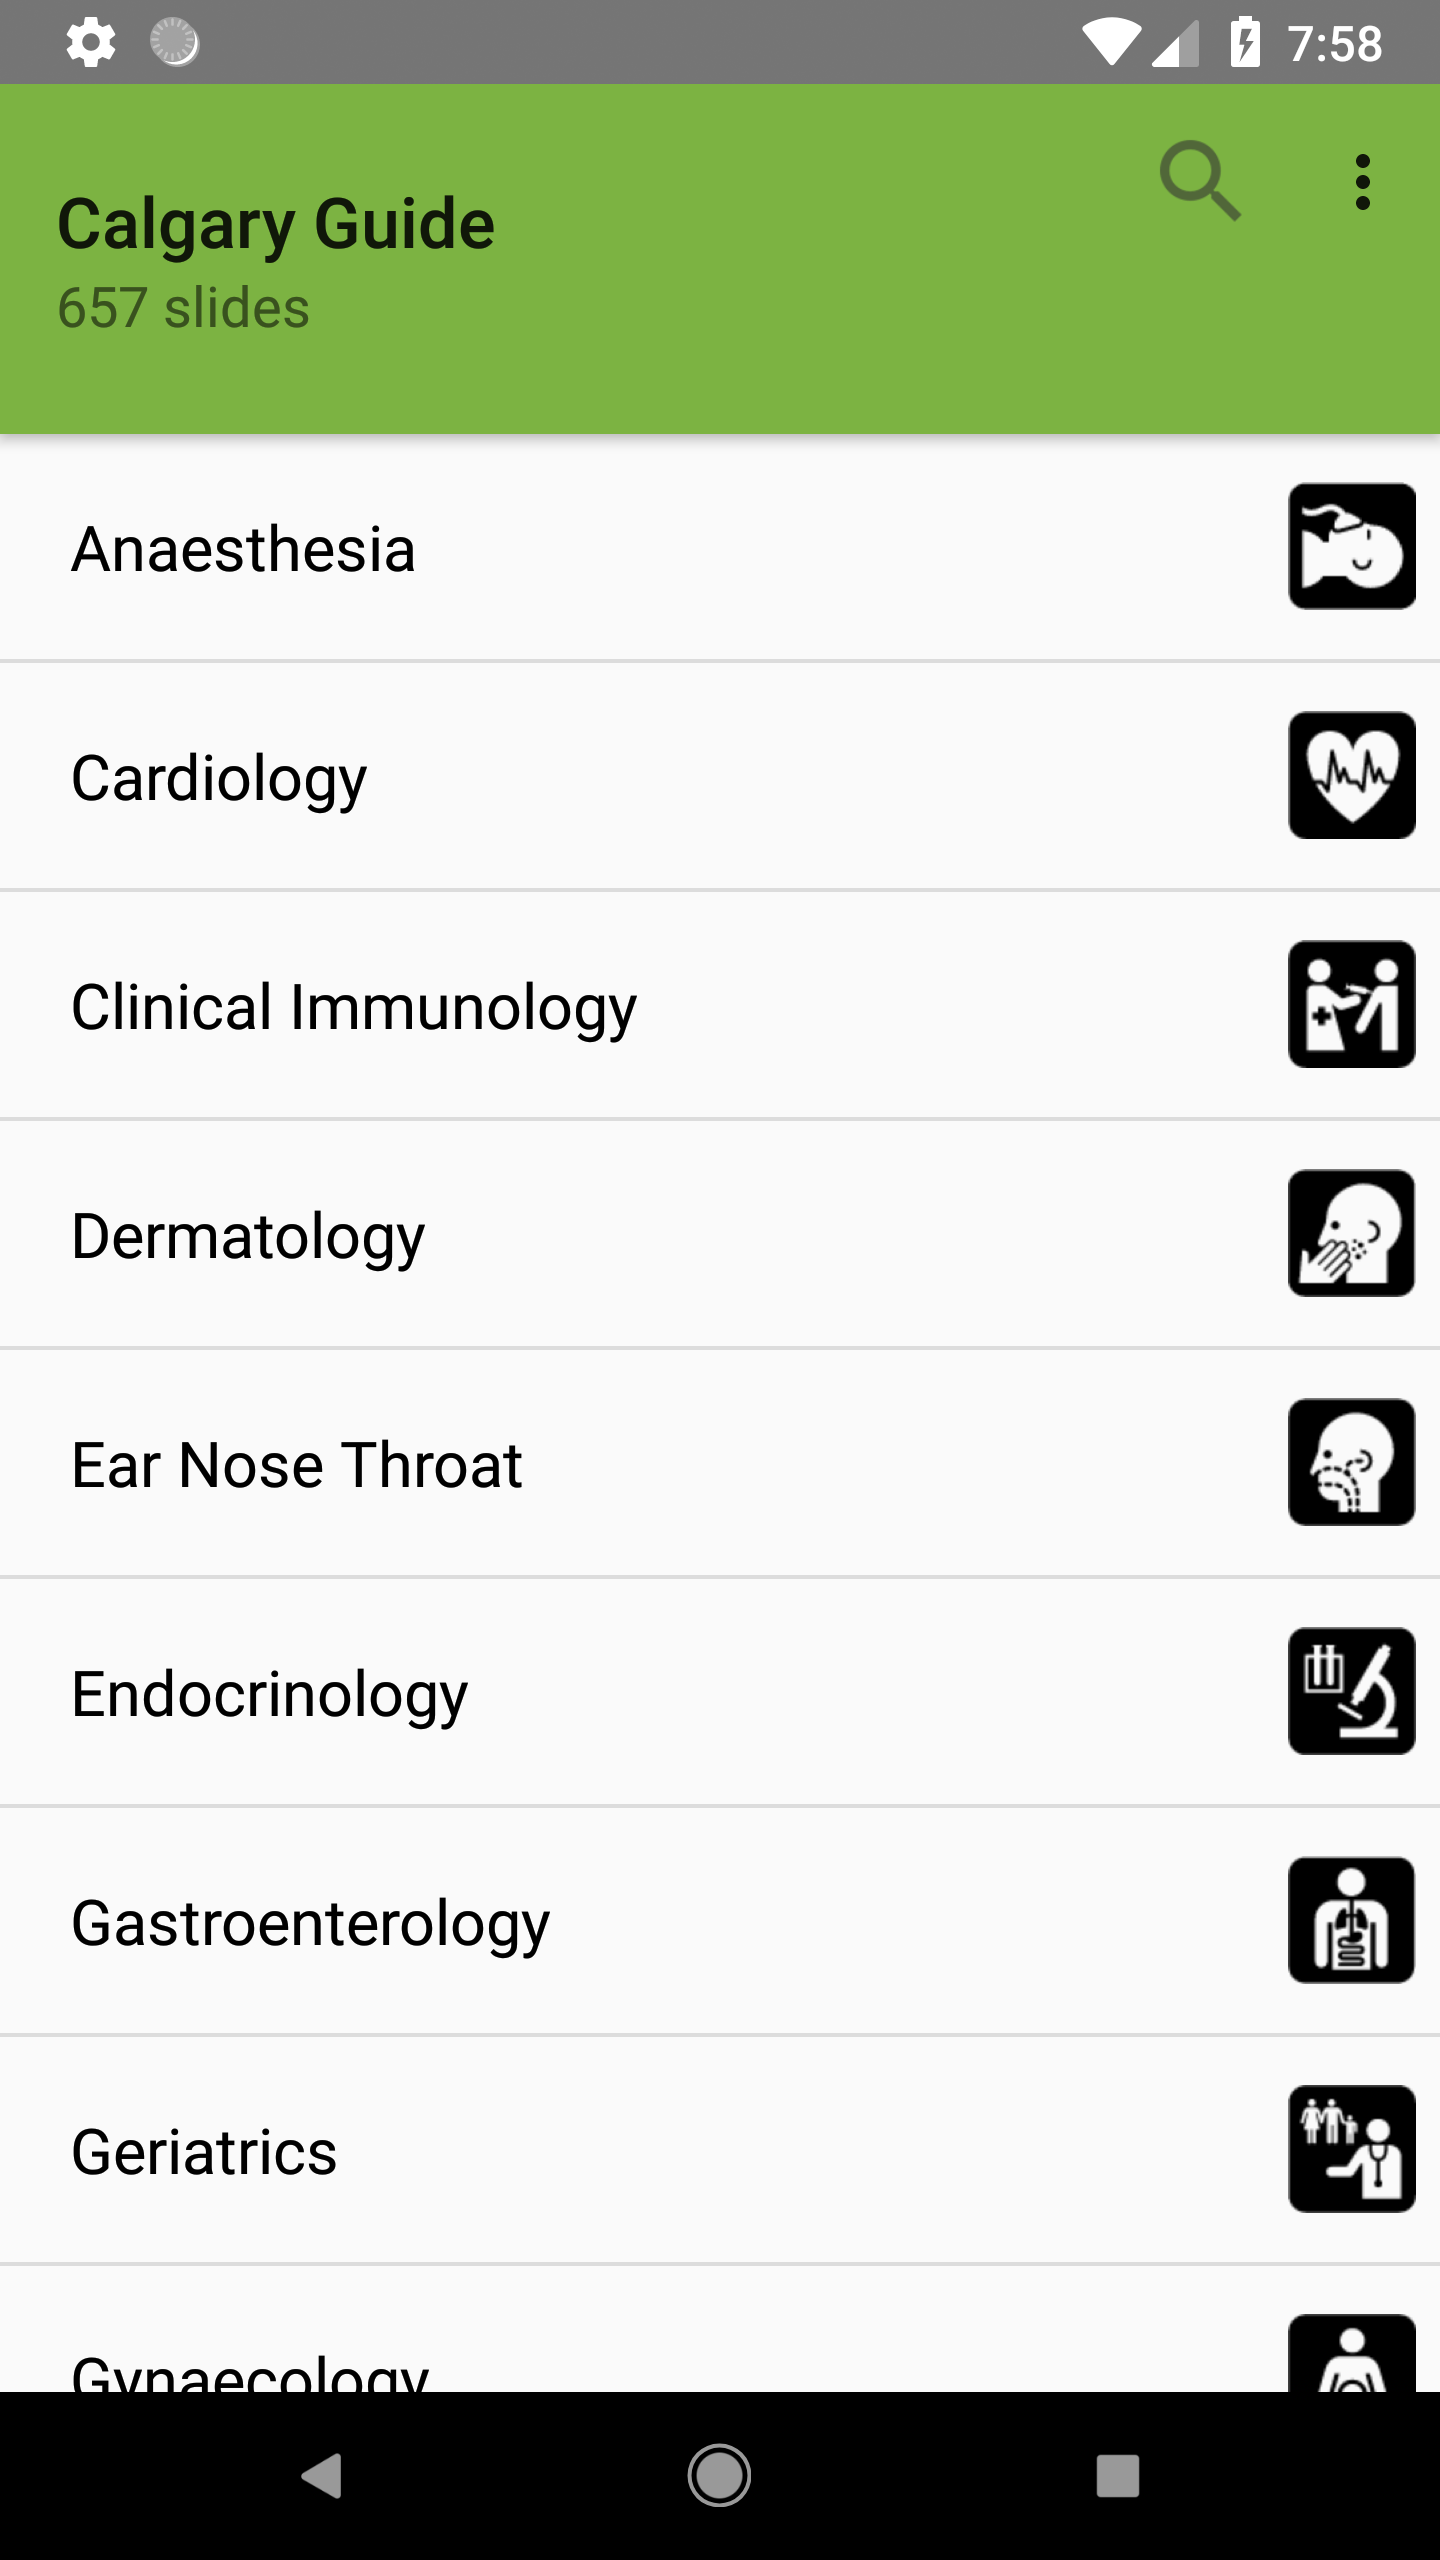 7:58
Calgary Guide
657 slides
Anaesthesia
Cardiology
Clinical Immunology
Dermatology
Ear Nose Throat
Endocrinology
Gastroenterology
Geriatrics
Gynaecology